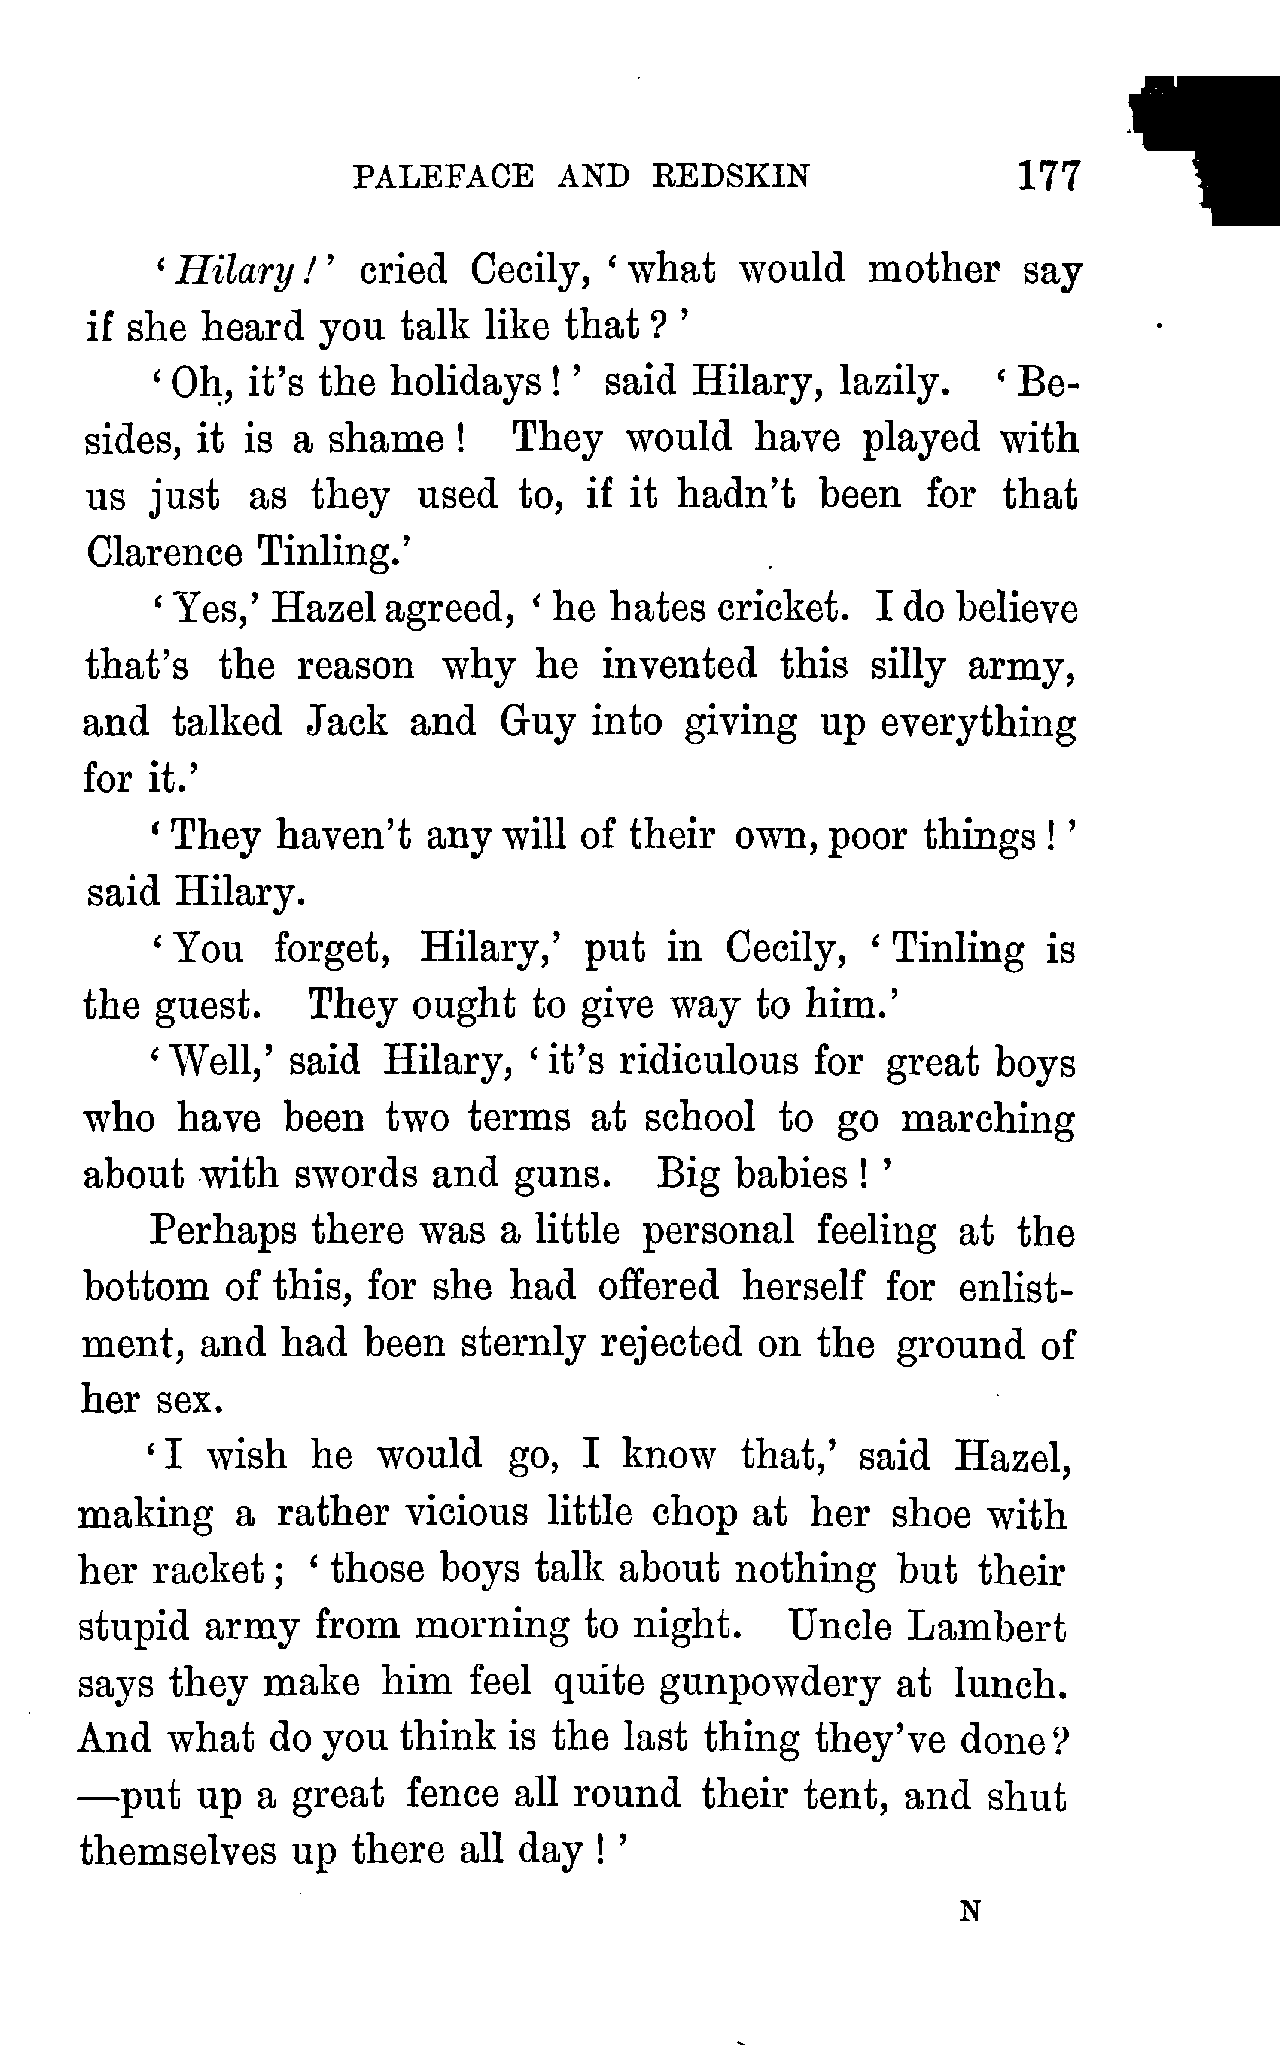 PALEFACE AND REDSKIN 177
‘Hilary!’ cried Cecily, ‘what would mother say
if she heard you talk like that?’
‘Oh, it’s the holidays!’ said Hilary, lazily. ‘Be-
sides, it is a shame! They would have played with
us just as they used to, if it hadn’t been for that
Clarence Tinling.’
‘Yes,’ Hazel agreed, ‘he hates cricket. I do believe
that’s the reason why he invented this silly army,
and talked Jack and Guy into giving up everything
for it.’
‘They haven’t any will of their own, poor things!’
said Hilary.
‘You forget, Hilary,’ put in Cecily, ‘Tinling is
the guest. They ought to give way to him.’
‘Well,’ said Hilary, ‘it’s ridiculous for great boys
who have been two terms at school to go marching
about with swords and guns. Big babies!’
Perhaps there was a little personal feeling at the
bottom of this, for she had offered herself for enlist-
ment, and had been sternly rejected on the ground of
her sex.
‘I wish he would go, I know that,’ said Hazel,
making a rather vicious little chop at her shoe with
her racket; ‘those boys talk about nothing but their
stupid army from morning to night. Uncle Lambert
says they make him feel quite gunpowdery at lunch.
And what do you think is the last thing they’ve done?
—put up a great fence all round their tent, and shut
themselves up there all day!’
N